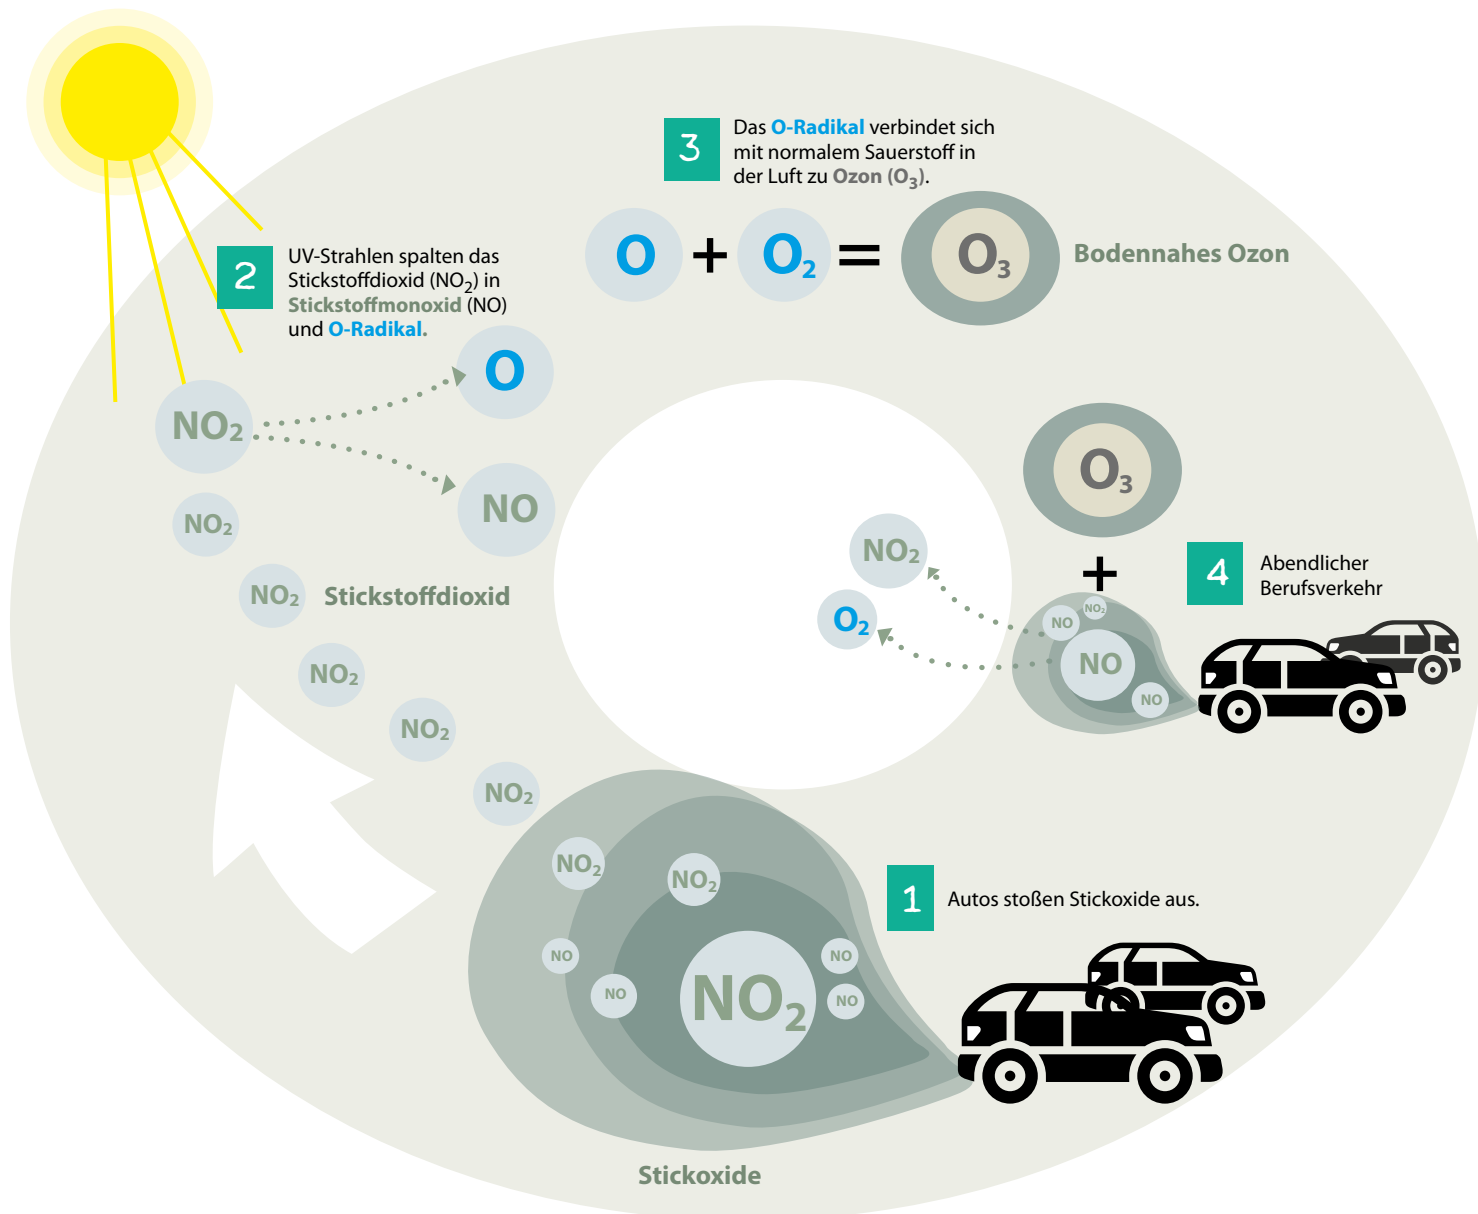 3
Das O-Radikal verbindet sich
mit normalem Sauerstoff in
der Luft zu Ozon (O₃).
O + O₂ = O₃
Bodennahes Ozon
2
UV-Strahlen spalten das
Stickstoffdioxid (NO₂) in
Stickstoffmonoxid (NO)
und O-Radikal.
O
NO₂
NO
NO₂
NO₂
Stickstoffdioxid
NO₂
NO₂
NO₂
O₃
+
4
Abendlicher
Berufsverkehr
NO₂
O₂
NO₂
NO
NO
NO
1
Autos stoßen Stickoxide aus.
NO₂
NO₂
NO
NO
NO₂
NO
NO
Stickoxide